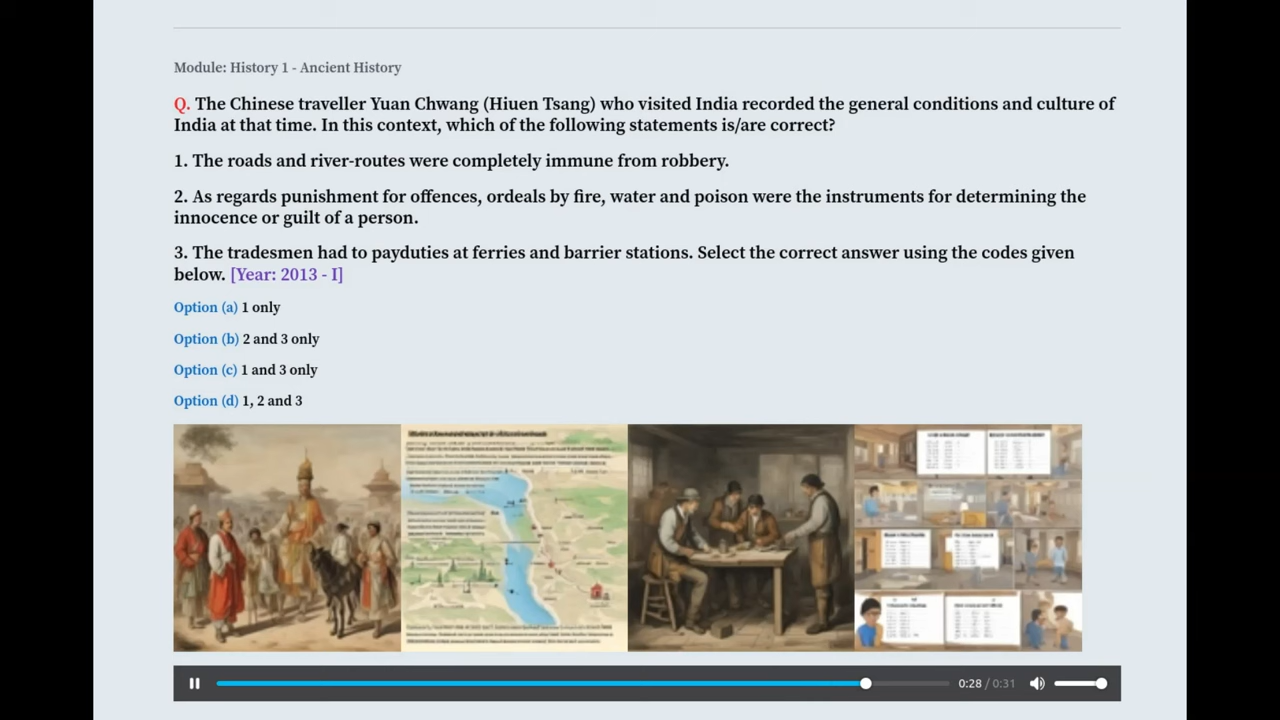 Module: History 1 - Ancient History
Q. The Chinese traveller Yuan Chwang (Hiuen Tsang) who visited India recorded the general conditions and culture of
India at that time. In this context, which of the following statements is/are correct?
1. The roads and river-routes were completely immune from robbery.
2. As regards punishment for offences, ordeals by fire, water and poison were the instruments for determining the
innocence or guilt of a person.
3. The tradesmen had to payduties at ferries and barrier stations. Select the correct answer using the codes given
below. [Year: 2013 - I]
Option (a) 1 only
Option (b) 2 and 3 only
Option (c) 1 and 3 only
Option (d) 1, 2 and 3
0:28 / 0:31